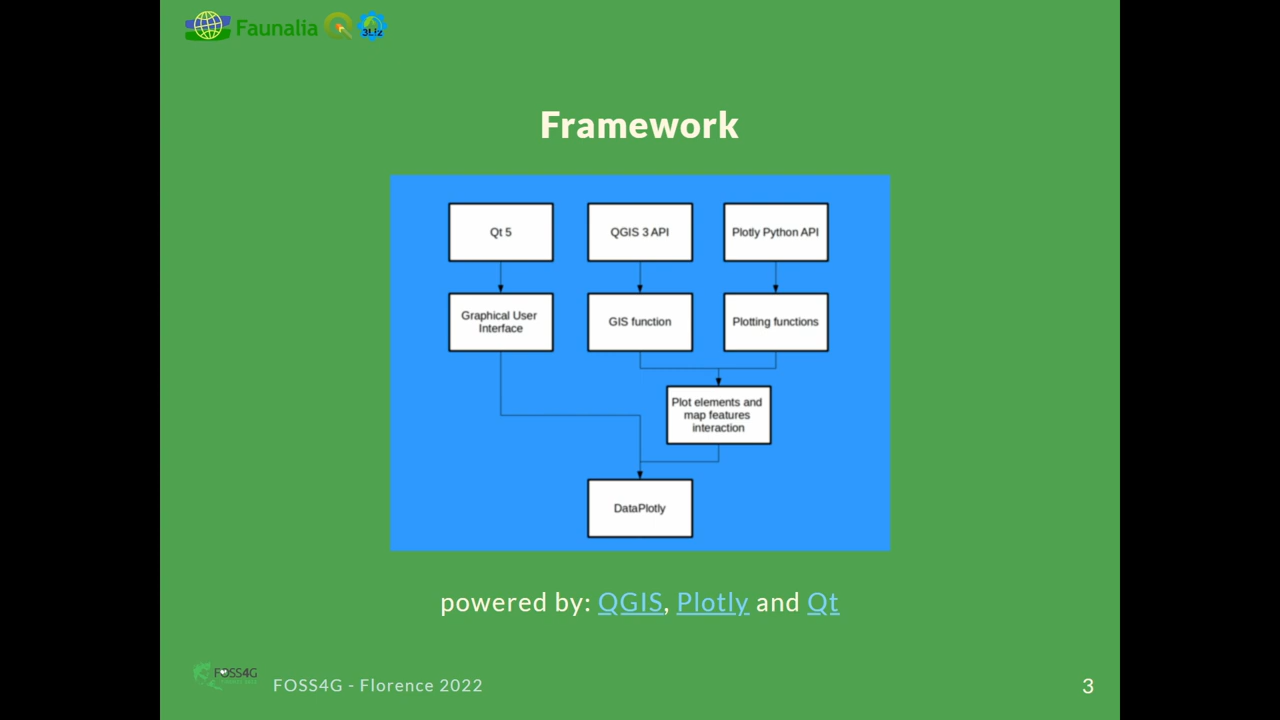 Faunalia
3Liz
Framework
Qt 5
QGIS 3 API
Plotly Python API
Graphical User
Interface
GIS function
Plotting functions
Plot elements and
map features
interaction
DataPlotly
powered by: QGIS, Plotly and Qt
FOSS4G
FOSS4G - Florence 2022
3